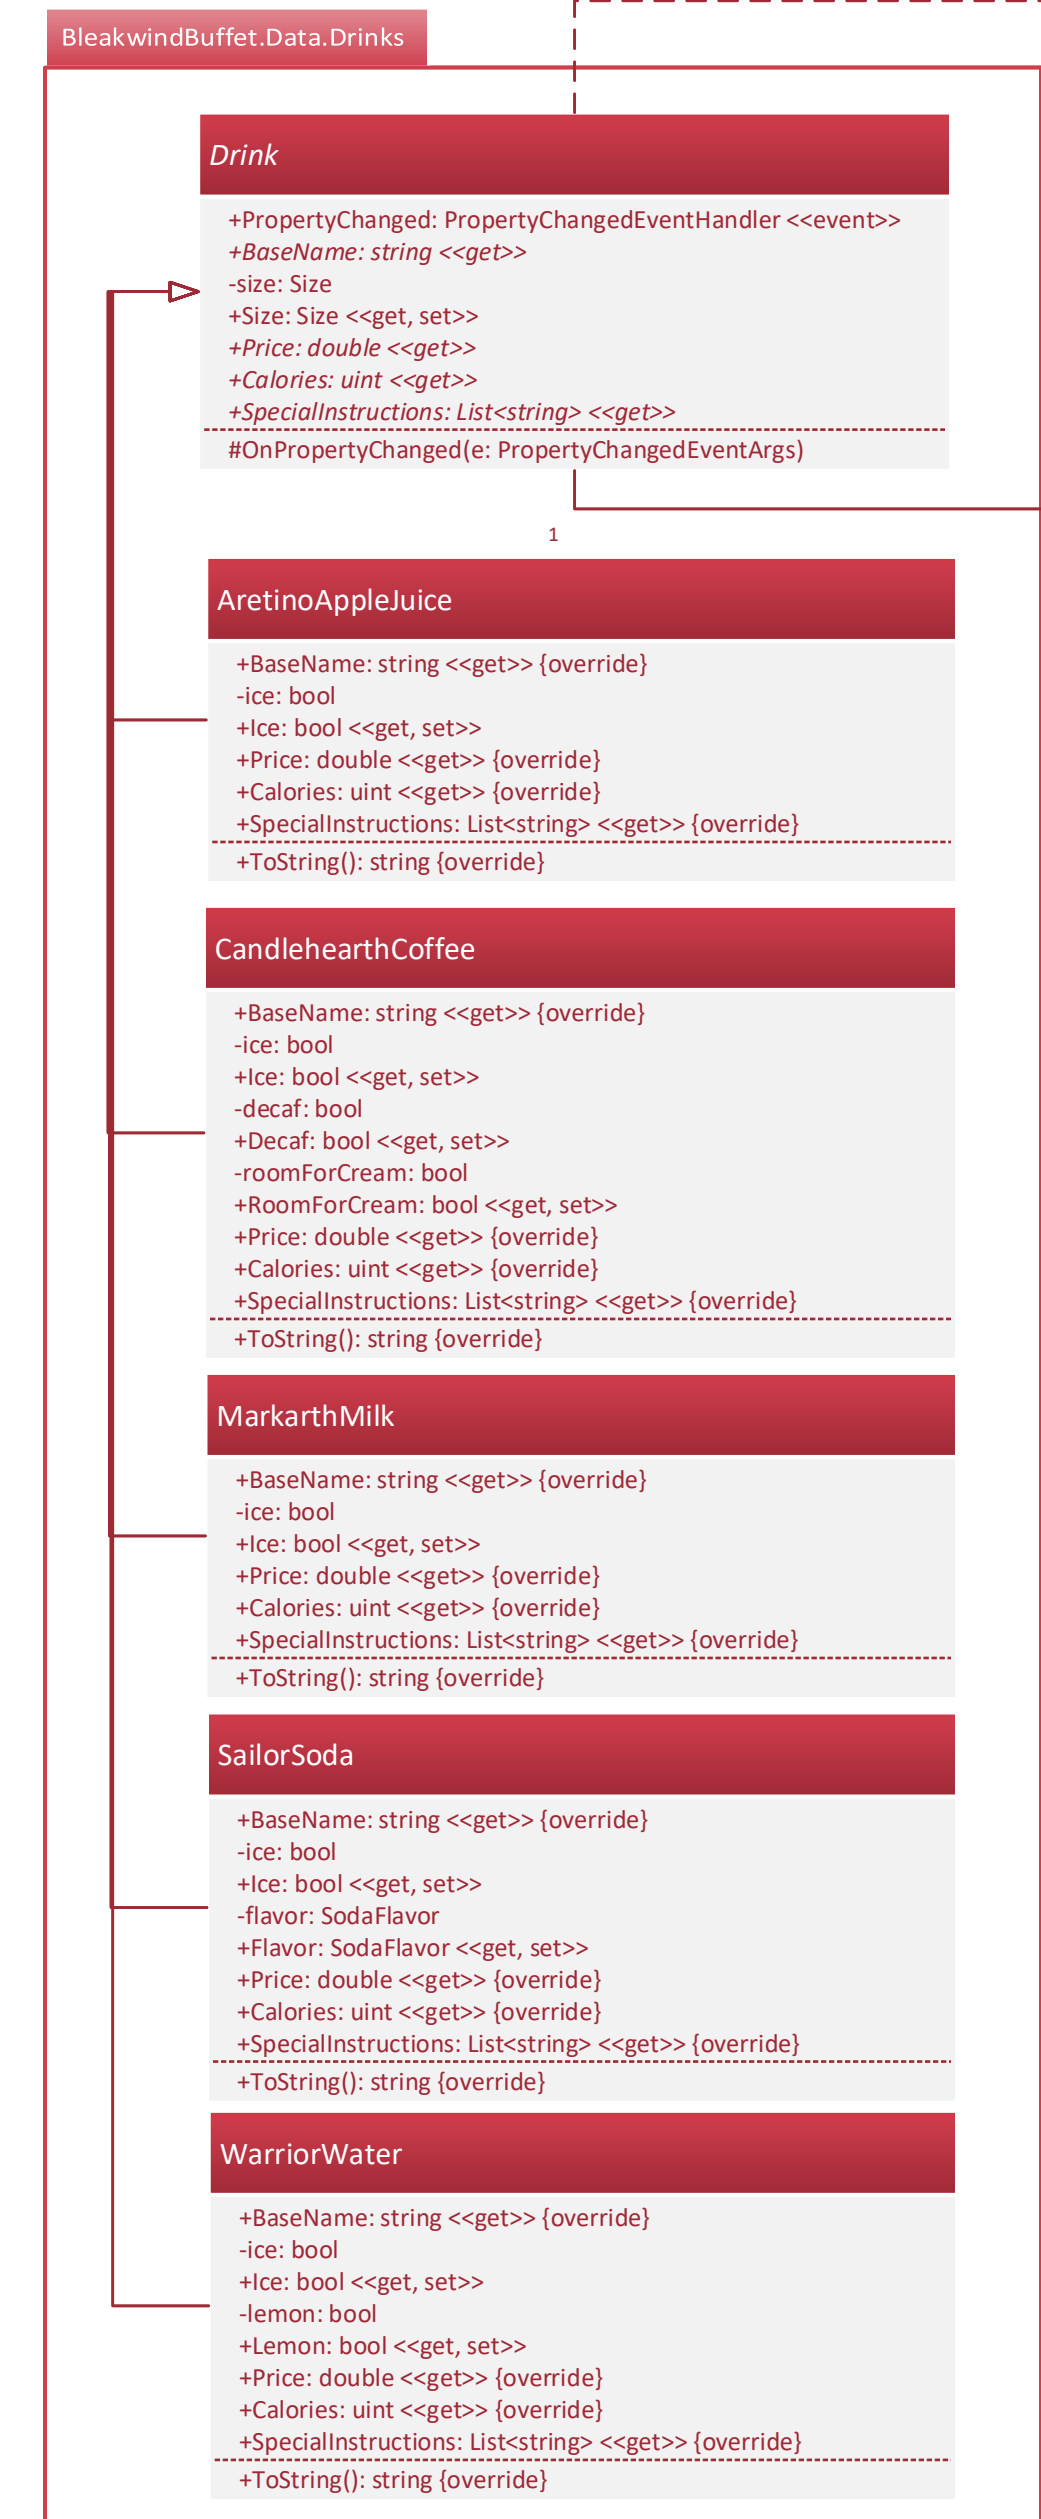 BleakwindBuffet.Data.Drinks
Drink
+PropertyChanged: PropertyChangedEventHandler <<event>>
+BaseName: string <<get>>
-size: Size
+Size: Size <<get, set>>
+Price: double <<get>>
+Calories: uint <<get>>
+SpecialInstructions: List<string> <<get>>
#OnPropertyChanged(e: PropertyChangedEventArgs)
1
AretinoAppleJuice
+BaseName: string <<get>> {override}
-ice: bool
+Ice: bool <<get, set>>
+Price: double <<get>> {override}
+Calories: uint <<get>> {override}
+SpecialInstructions: List<string> <<get>> {override}
+ToString(): string {override}
CandlehearthCoffee
+BaseName: string <<get>> {override}
-ice: bool
+Ice: bool <<get, set>>
-decaf: bool
+Decaf: bool <<get, set>>
-roomForCream: bool
+RoomForCream: bool <<get, set>>
+Price: double <<get>> {override}
+Calories: uint <<get>> {override}
+SpecialInstructions: List<string> <<get>> {override}
+ToString(): string {override}
MarkarthMilk
+BaseName: string <<get>> {override}
-ice: bool
+Ice: bool <<get, set>>
+Price: double <<get>> {override}
+Calories: uint <<get>> {override}
+SpecialInstructions: List<string> <<get>> {override}
+ToString(): string {override}
SailorSoda
+BaseName: string <<get>> {override}
-ice: bool
+Ice: bool <<get, set>>
-flavor: SodaFlavor
+Flavor: SodaFlavor <<get, set>>
+Price: double <<get>> {override}
+Calories: uint <<get>> {override}
+SpecialInstructions: List<string> <<get>> {override}
+ToString(): string {override}
WarriorWater
+BaseName: string <<get>> {override}
-ice: bool
+Ice: bool <<get, set>>
-lemon: bool
+Lemon: bool <<get, set>>
+Price: double <<get>> {override}
+Calories: uint <<get>> {override}
+SpecialInstructions: List<string> <<get>> {override}
+ToString(): string {override}